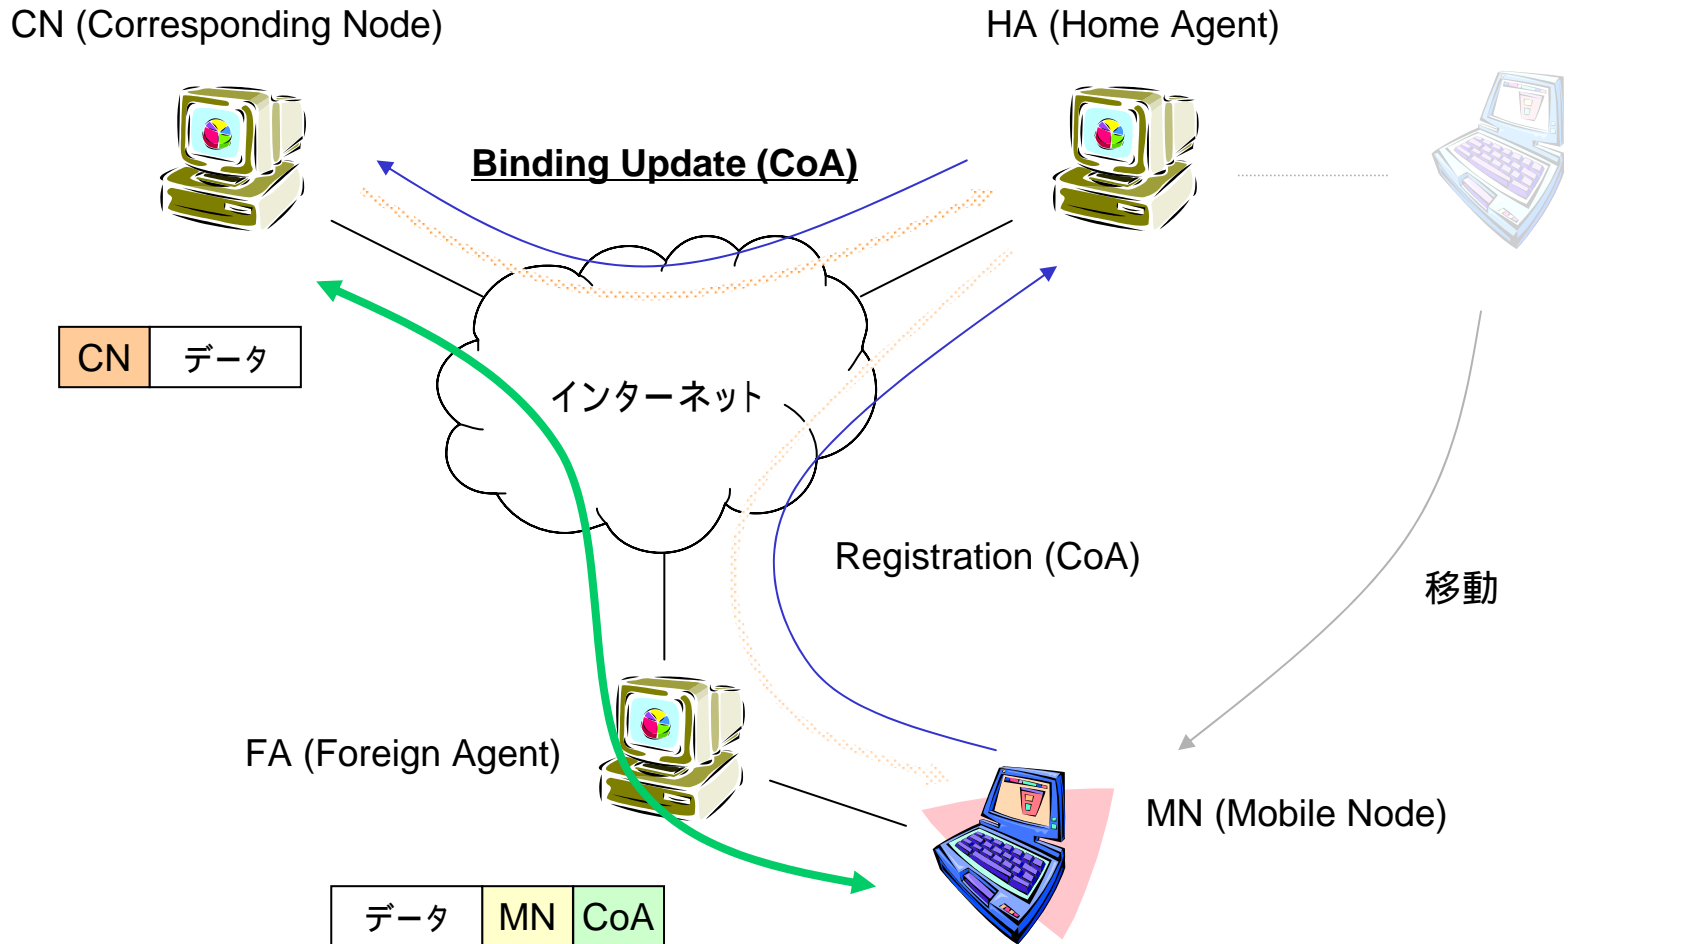 CN (Corresponding Node)
HA (Home Agent)
Binding Update (CoA)
CN データ
インターネット
Registration (CoA)
移動
FA (Foreign Agent)
MN (Mobile Node)
データ MN CoA